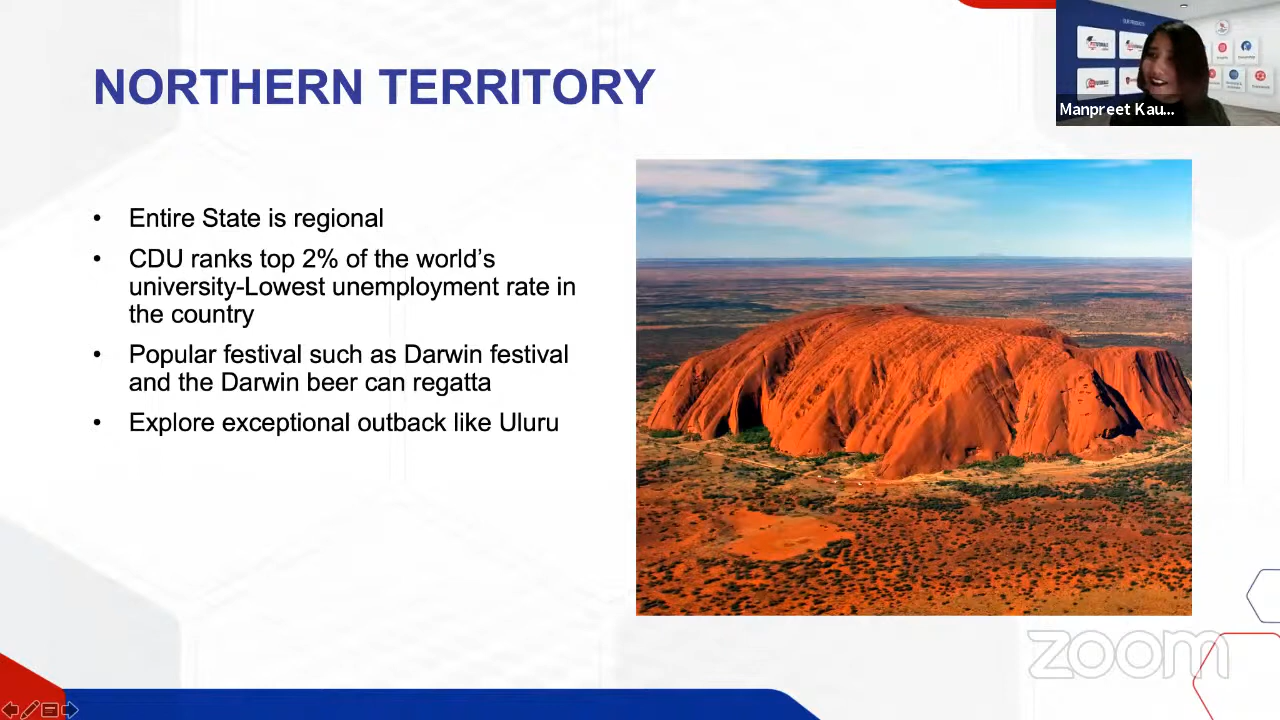 NORTHERN TERRITORY
Manpreet Kau...
• Entire State is regional
• CDU ranks top 2% of the world's
university-Lowest unemployment rate in
the country
• Popular festival such as Darwin festival
and the Darwin beer can regatta
• Explore exceptional outback like Uluru
zoom